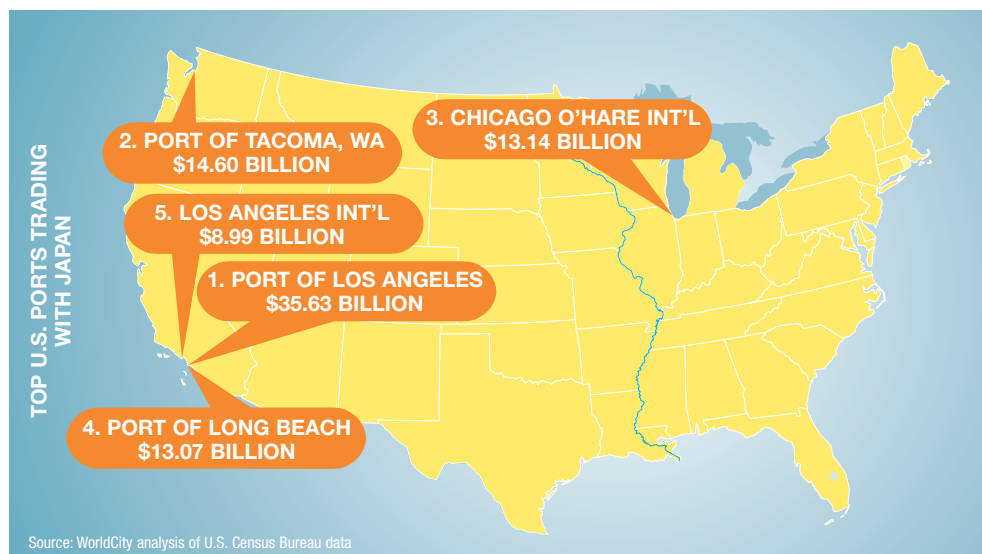 TOP U.S. PORTS TRADING
WITH JAPAN
2. PORT OF TACOMA, WA
$14.60 BILLION
3. CHICAGO O’HARE INT’L
$13.14 BILLION
5. LOS ANGELES INT’L
$8.99 BILLION
1. PORT OF LOS ANGELES
$35.63 BILLION
4. PORT OF LONG BEACH
$13.07 BILLION
Source: WorldCity analysis of U.S. Census Bureau data